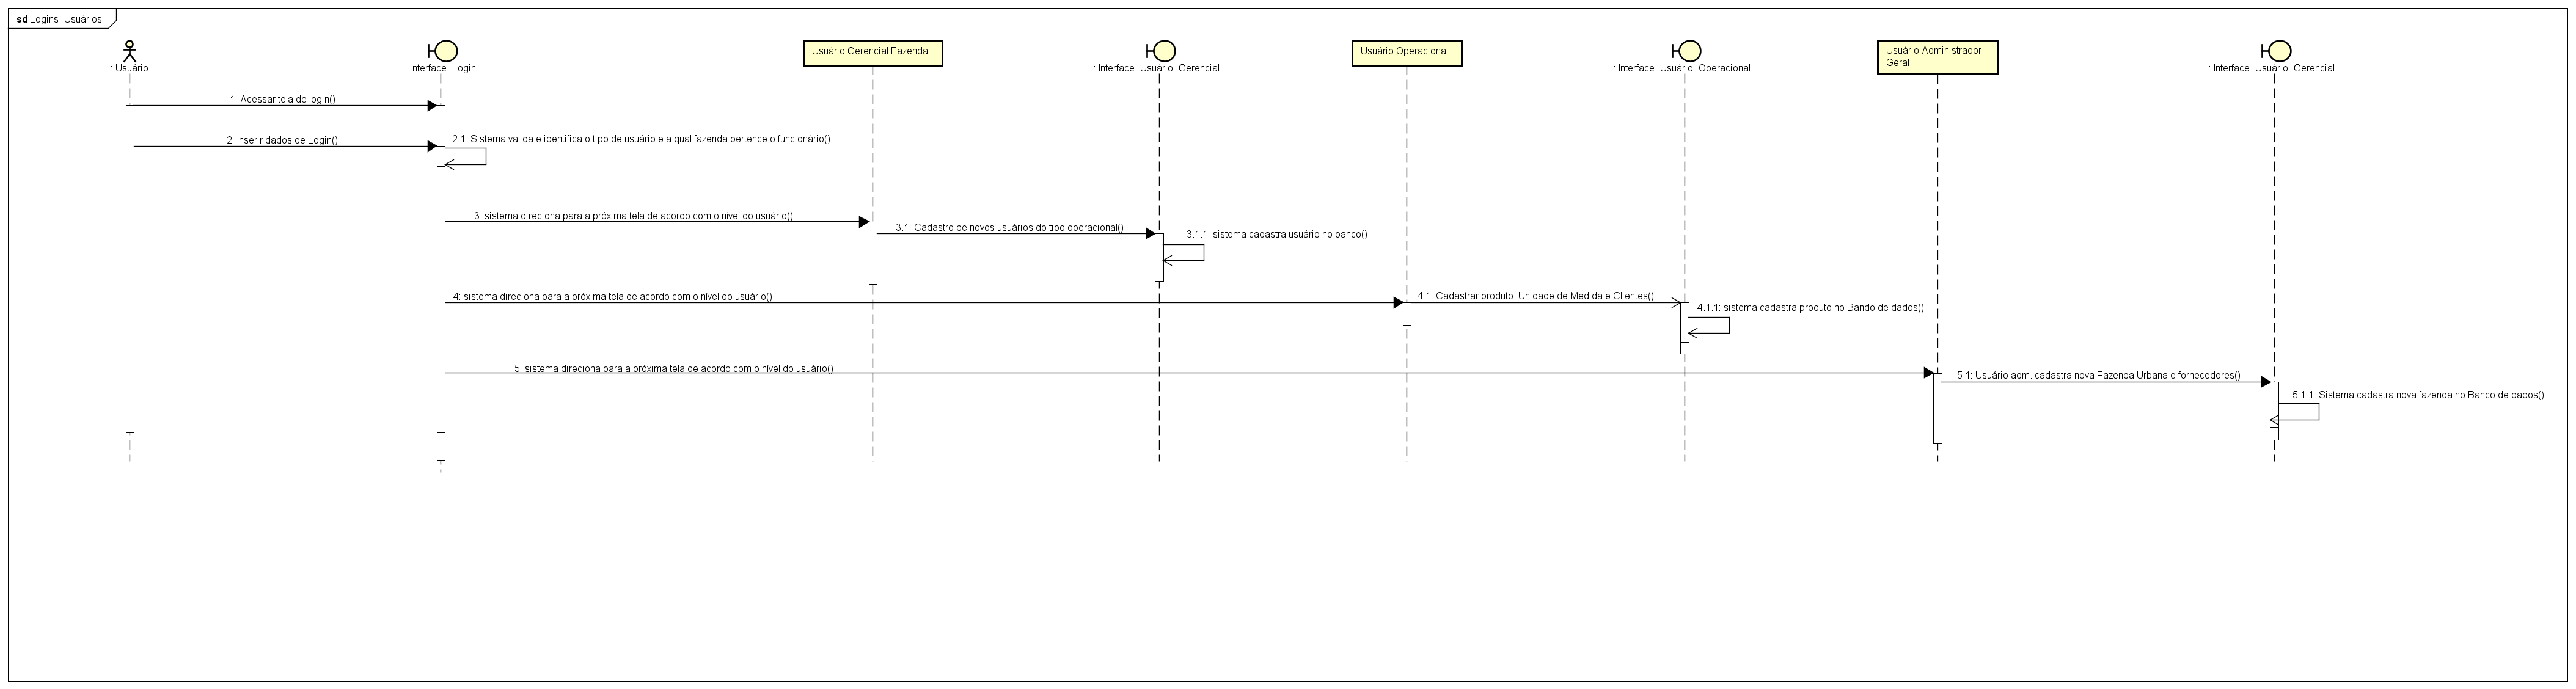 sd Logins_Usuários
: Usuário
: interface_Login
Usuário Gerencial Fazenda
: Interface_Usuário_Gerencial
Usuário Operacional
: Interface_Usuário_Operacional
Usuário Administrador
Geral
: Interface_Usuário_Gerencial
1: Acessar tela de login()
2: Inserir dados de Login()
2.1: Sistema valida e identifica o tipo de usuário e a qual fazenda pertence o funcionário()
3: sistema direciona para a próxima tela de acordo com o nível do usuário()
3.1: Cadastro de novos usuários do tipo operacional()
3.1.1: sistema cadastra usuário no banco()
4: sistema direciona para a próxima tela de acordo com o nível do usuário()
4.1: Cadastrar produto, Unidade de Medida e Clientes()
4.1.1: sistema cadastra produto no Bando de dados()
5: sistema direciona para a próxima tela de acordo com o nível do usuário()
5.1: Usuário adm. cadastra nova Fazenda Urbana e fornecedores()
5.1.1: Sistema cadastra nova fazenda no Banco de dados()